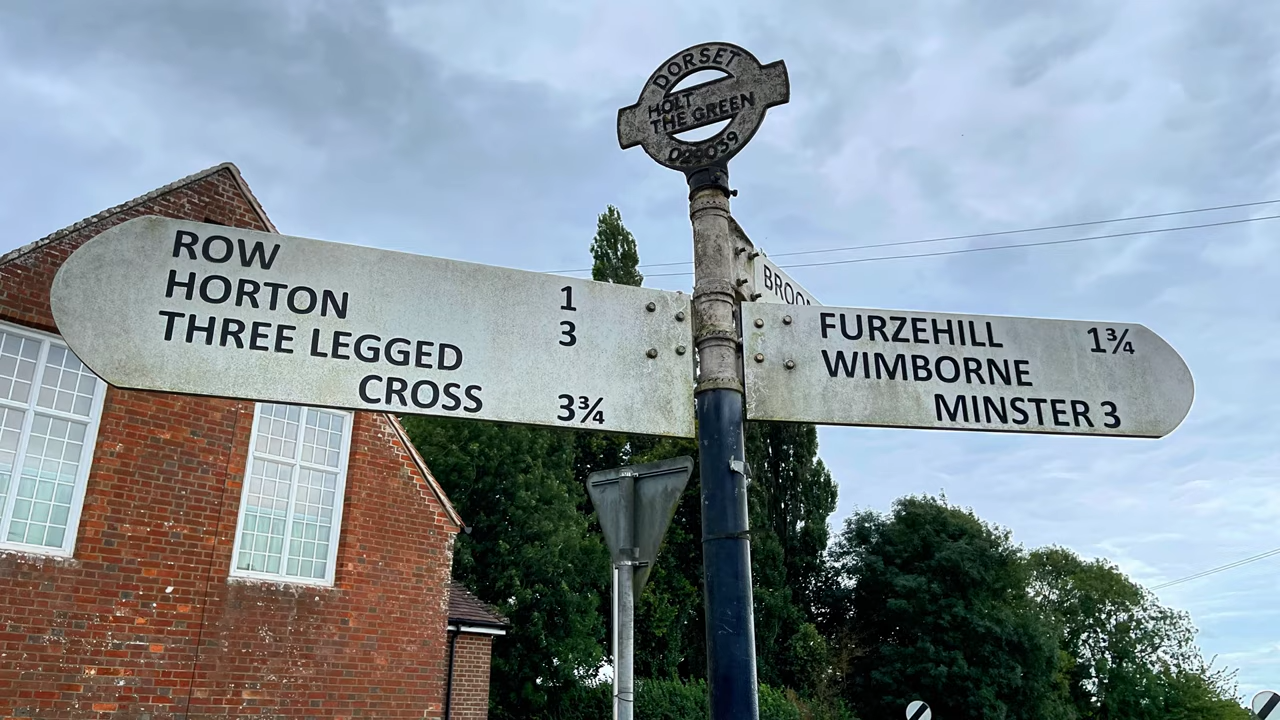 DORSET
HOLT
THE GREEN
029039
ROW 1
HORTON 3
THREE LEGGED
CROSS 3¾
FURZEHILL 1¾
WIMBORNE
MINSTER 3